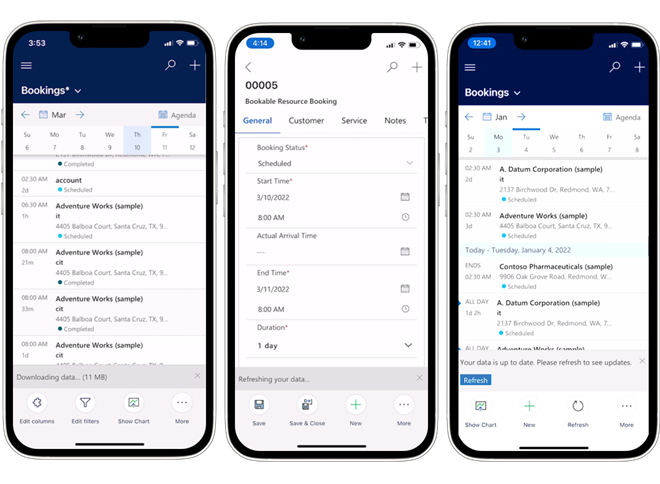 3:53
Bookings*
Mar
Agenda
Su Mo Tu We Th Fr Sa
6 7 8 9 10 11 12
Completed
02:30 AM account
2d Scheduled
06:30 AM Adventure Works (sample)
1h it
4405 Balboa Court, Santa Cruz, TX, 9...
Scheduled
08:00 AM Adventure Works (sample)
21m cit
4405 Balboa Court, Santa Cruz, TX, 9...
Completed
08:00 AM Adventure Works (sample)
33m cit
4405 Balboa Court, Santa Cruz, TX, 9...
Completed
08:00 AM Adventure Works (sample)
1d cit
Downloading data... (11 MB)
Edit columns Edit filters Show Chart More
4:14
00005
Bookable Resource Booking
General Customer Service Notes T
Booking Status*
Scheduled
Start Time*
3/10/2022
8:00 AM
Actual Arrival Time
---
End Time*
3/11/2022
8:00 AM
Duration*
1 day
Refreshing your data...
Save Save & Close New More
12:41
Bookings
Jan
Agenda
Su Mo Tu We Th Fr Sa
2 3 4 5 6 7 8
02:30 AM A. Datum Corporation (sample)
2d it
2137 Birchwood Dr, Redmond, WA, 7...
Scheduled
02:30 AM Adventure Works (sample)
3d 4405 Balboa Court, Santa Cruz, TX, 9...
Scheduled
Today - Tuesday, January 4, 2022
ENDS Contoso Pharmaceuticals (sample)
02:30 AM 9906 Oak Grove Road, Redmond, W...
Scheduled
ALL DAY A. Datum Corporation (sample)
1d 2h it
2137 Birchwood Dr, Redmond, WA, 7...
Scheduled
ALL DAY Adventure Works (sample)
Your data is up to date. Please refresh to see updates.
Refresh
Show Chart New Refresh More